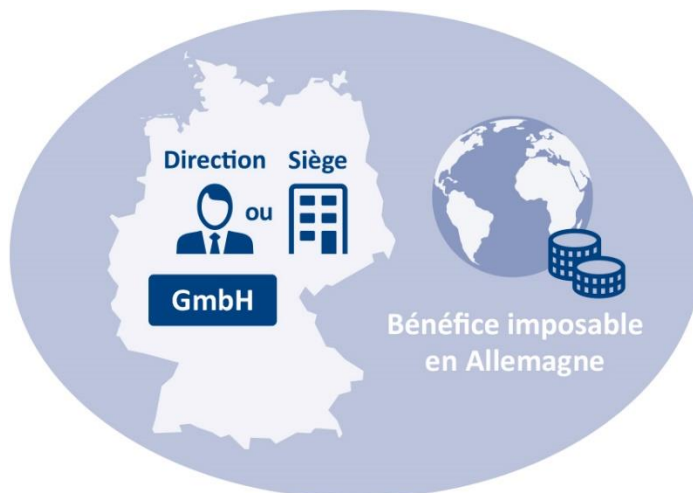 Direction Siège
ou
GmbH
Bénéfice imposable
en Allemagne